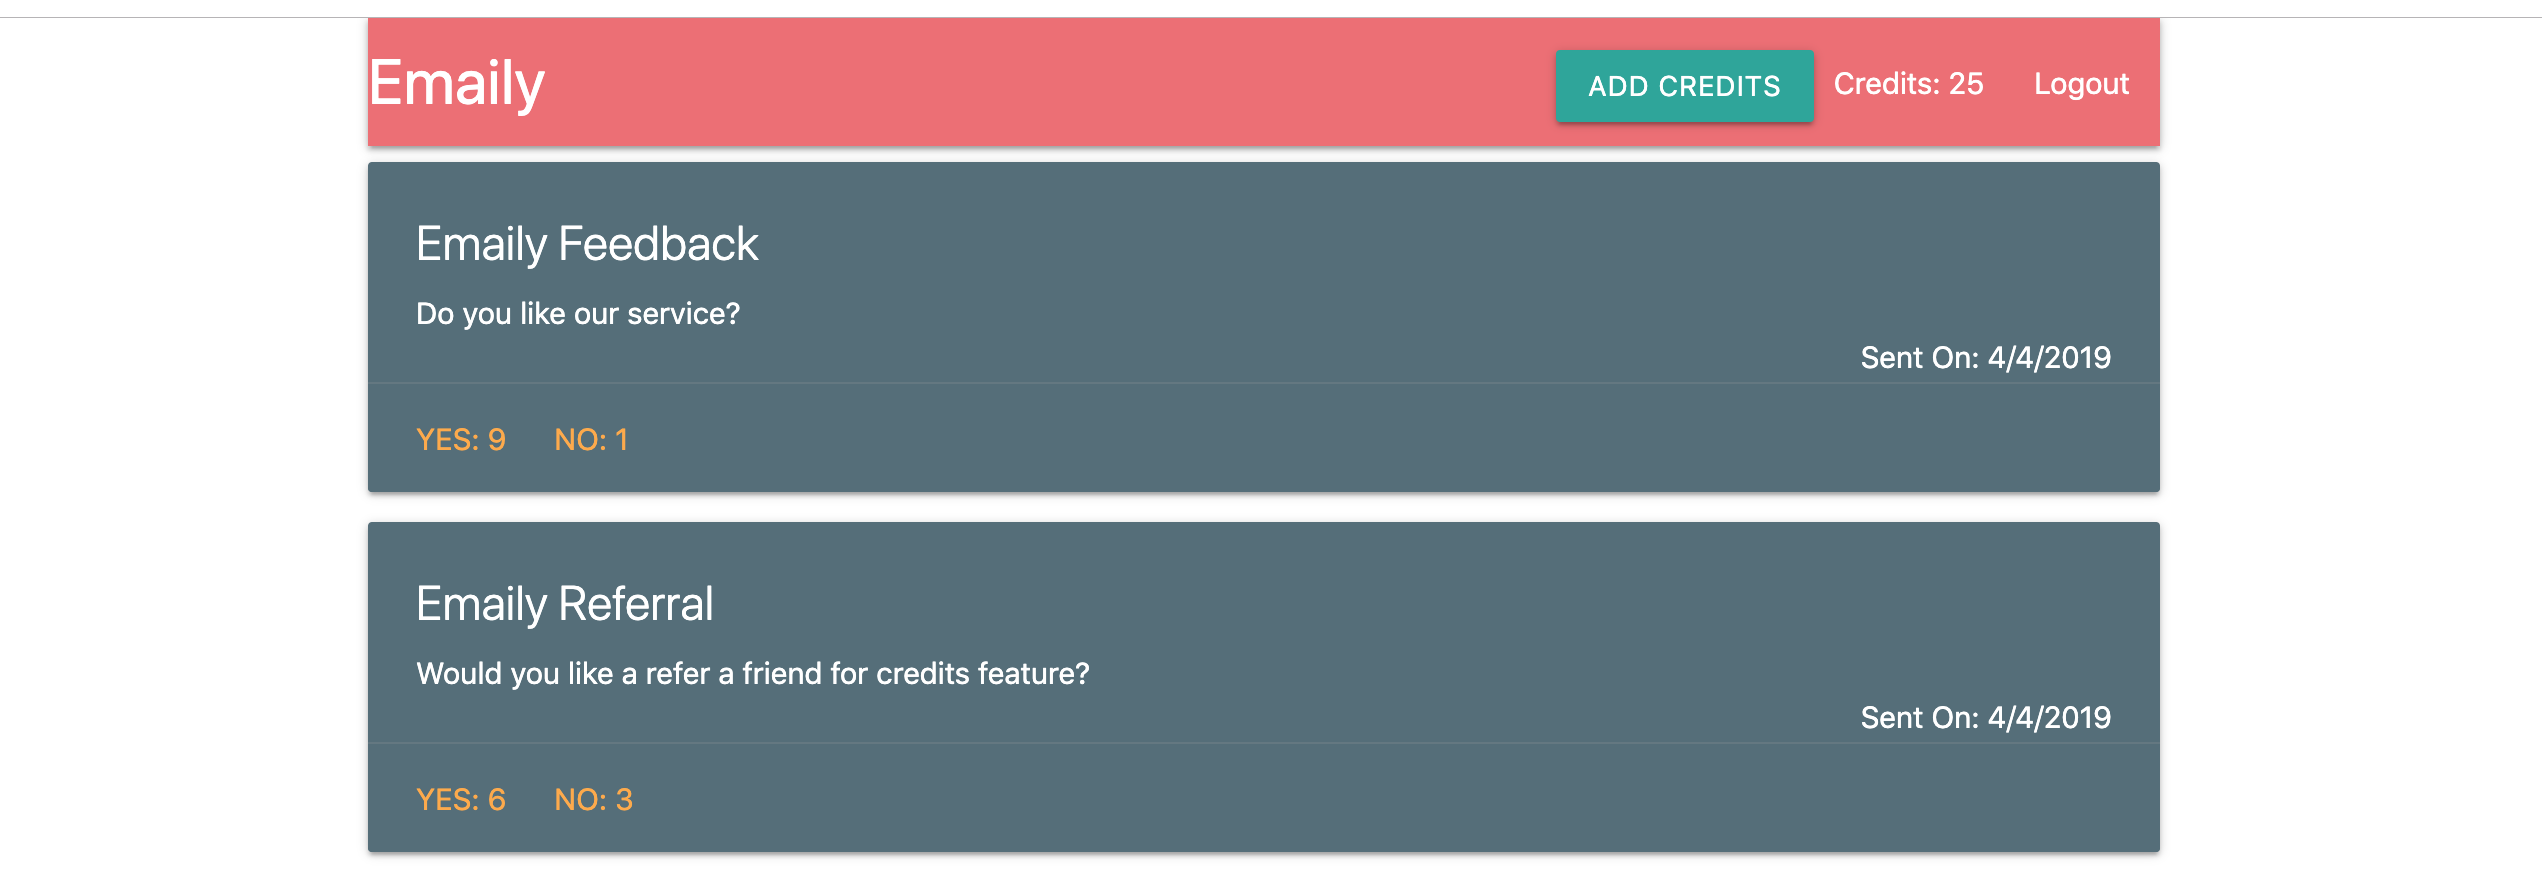 Emaily
ADD CREDITS Credits: 25 Logout
Emaily Feedback
Do you like our service?
Sent On: 4/4/2019
YES: 9 NO: 1
Emaily Referral
Would you like a refer a friend for credits feature?
Sent On: 4/4/2019
YES: 6 NO: 3